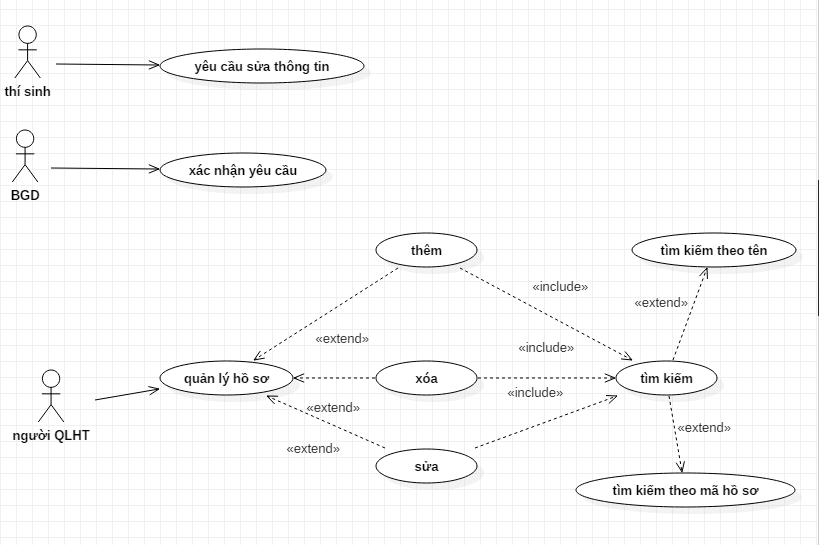 yêu cầu sửa thông tin
thí sinh
xác nhận yêu cầu
BGD
thêm
tìm kiếm theo tên
«include»
«extend»
«extend»
«include»
quản lý hồ sơ
xóa
tìm kiếm
«include»
«extend»
«extend»
người QLHT
«extend»
sửa
tìm kiếm theo mã hồ sơ